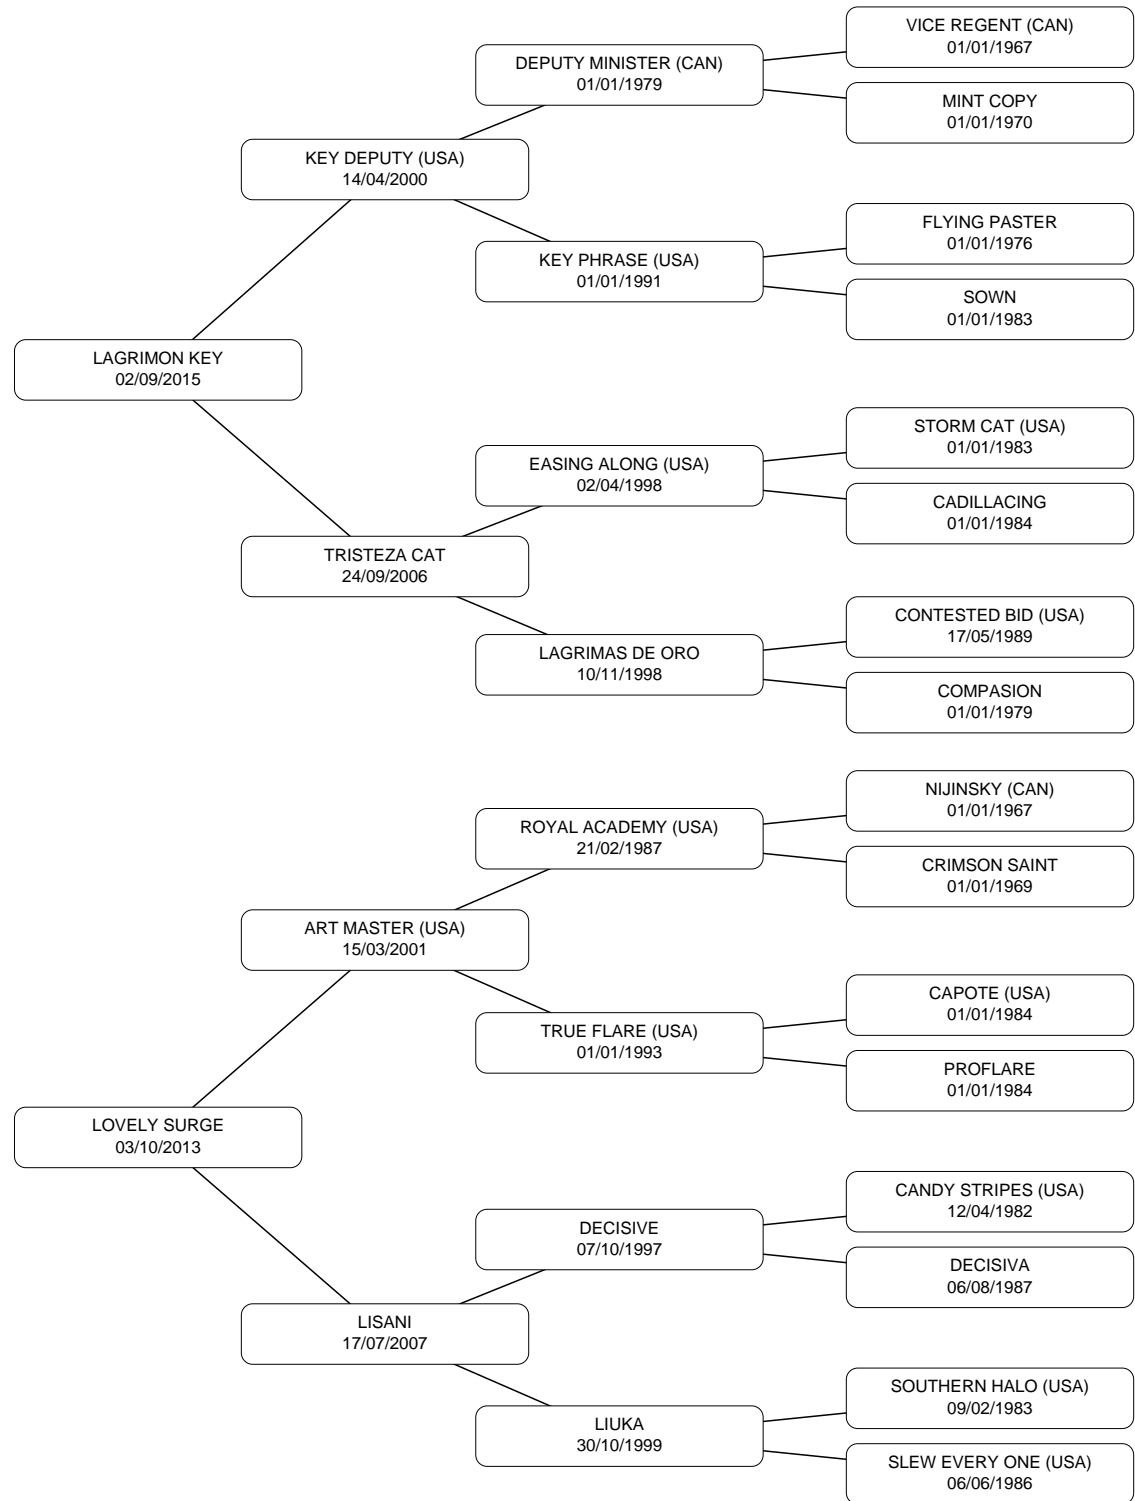 VICE REGENT (CAN)
01/01/1967
DEPUTY MINISTER (CAN)
01/01/1979
MINT COPY
01/01/1970
KEY DEPUTY (USA)
14/04/2000
FLYING PASTER
01/01/1976
KEY PHRASE (USA)
01/01/1991
SOWN
01/01/1983
LAGRIMON KEY
02/09/2015
STORM CAT (USA)
01/01/1983
EASING ALONG (USA)
02/04/1998
CADILLACING
01/01/1984
TRISTEZA CAT
24/09/2006
CONTESTED BID (USA)
17/05/1989
LAGRIMAS DE ORO
10/11/1998
COMPASION
01/01/1979
NIJINSKY (CAN)
01/01/1967
ROYAL ACADEMY (USA)
21/02/1987
CRIMSON SAINT
01/01/1969
ART MASTER (USA)
15/03/2001
CAPOTE (USA)
01/01/1984
TRUE FLARE (USA)
01/01/1993
PROFLARE
01/01/1984
LOVELY SURGE
03/10/2013
CANDY STRIPES (USA)
12/04/1982
DECISIVE
07/10/1997
DECISIVA
06/08/1987
LISANI
17/07/2007
SOUTHERN HALO (USA)
09/02/1983
LIUKA
30/10/1999
SLEW EVERY ONE (USA)
06/06/1986